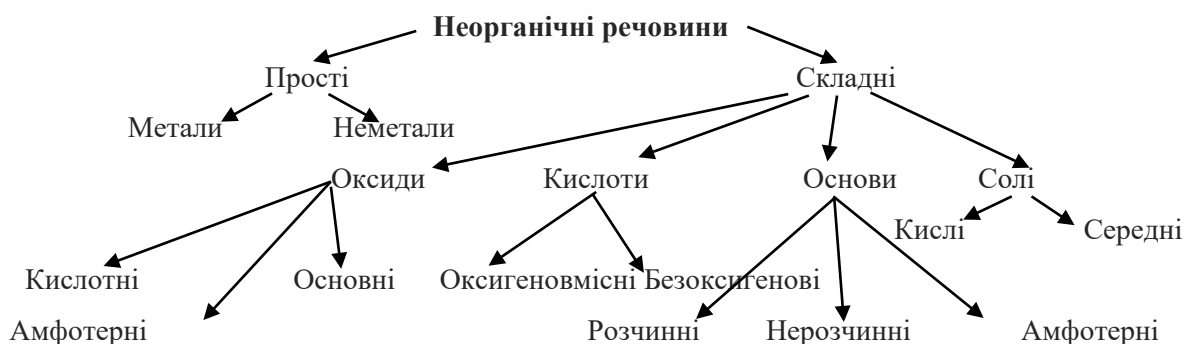 Неорганічні речовини
Прості Складні
Метали Неметали
Оксиди Кислоти Основи Солі
Кислі Середні
Кислотні Основні Оксигеновмісні Безоксигенові
Амфотерні Розчинні Нерозчинні Амфотерні